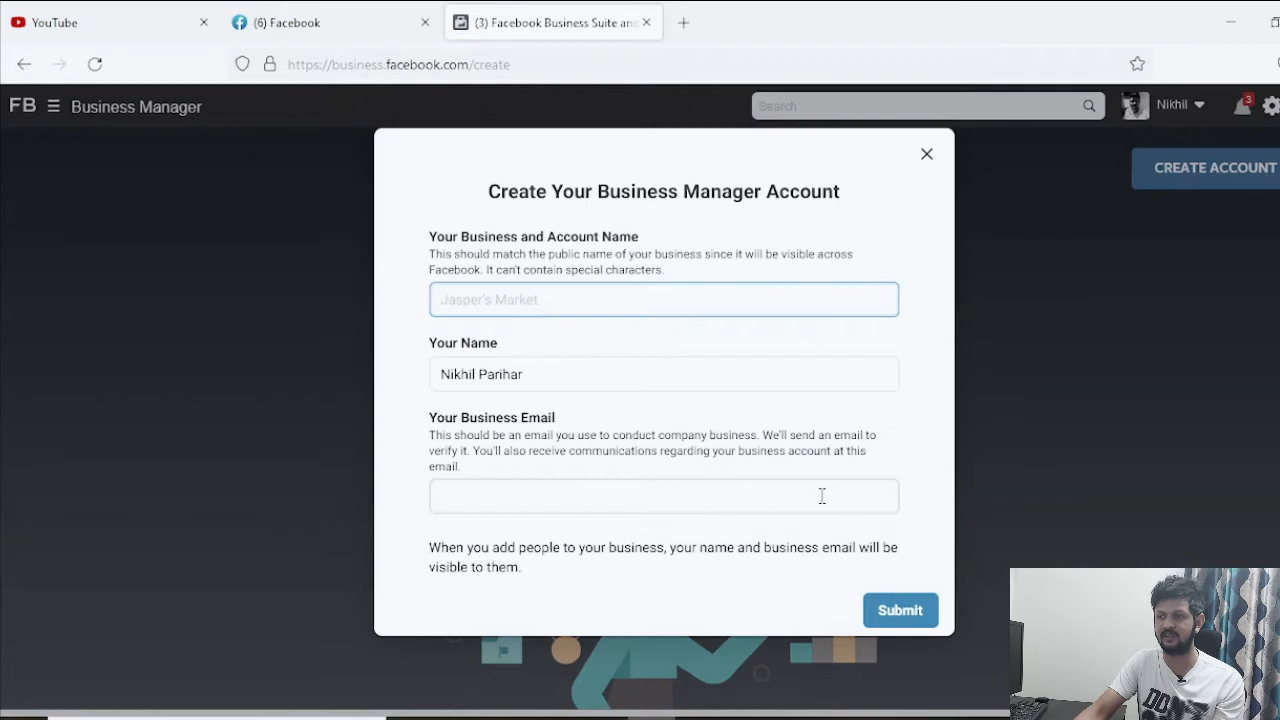 YouTube
(6) Facebook
(3) Facebook Business Suite and
https://business.facebook.com/create
FB
Business Manager
Search
Nikhil
3
CREATE ACCOUNT
Create Your Business Manager Account
Your Business and Account Name
This should match the public name of your business since it will be visible across
Facebook. It can't contain special characters.
Jasper's Market
Your Name
Nikhil Parihar
Your Business Email
This should be an email you use to conduct company business. We'll send an email to
verify it. You'll also receive communications regarding your business account at this
email.
When you add people to your business, your name and business email will be
visible to them.
Submit